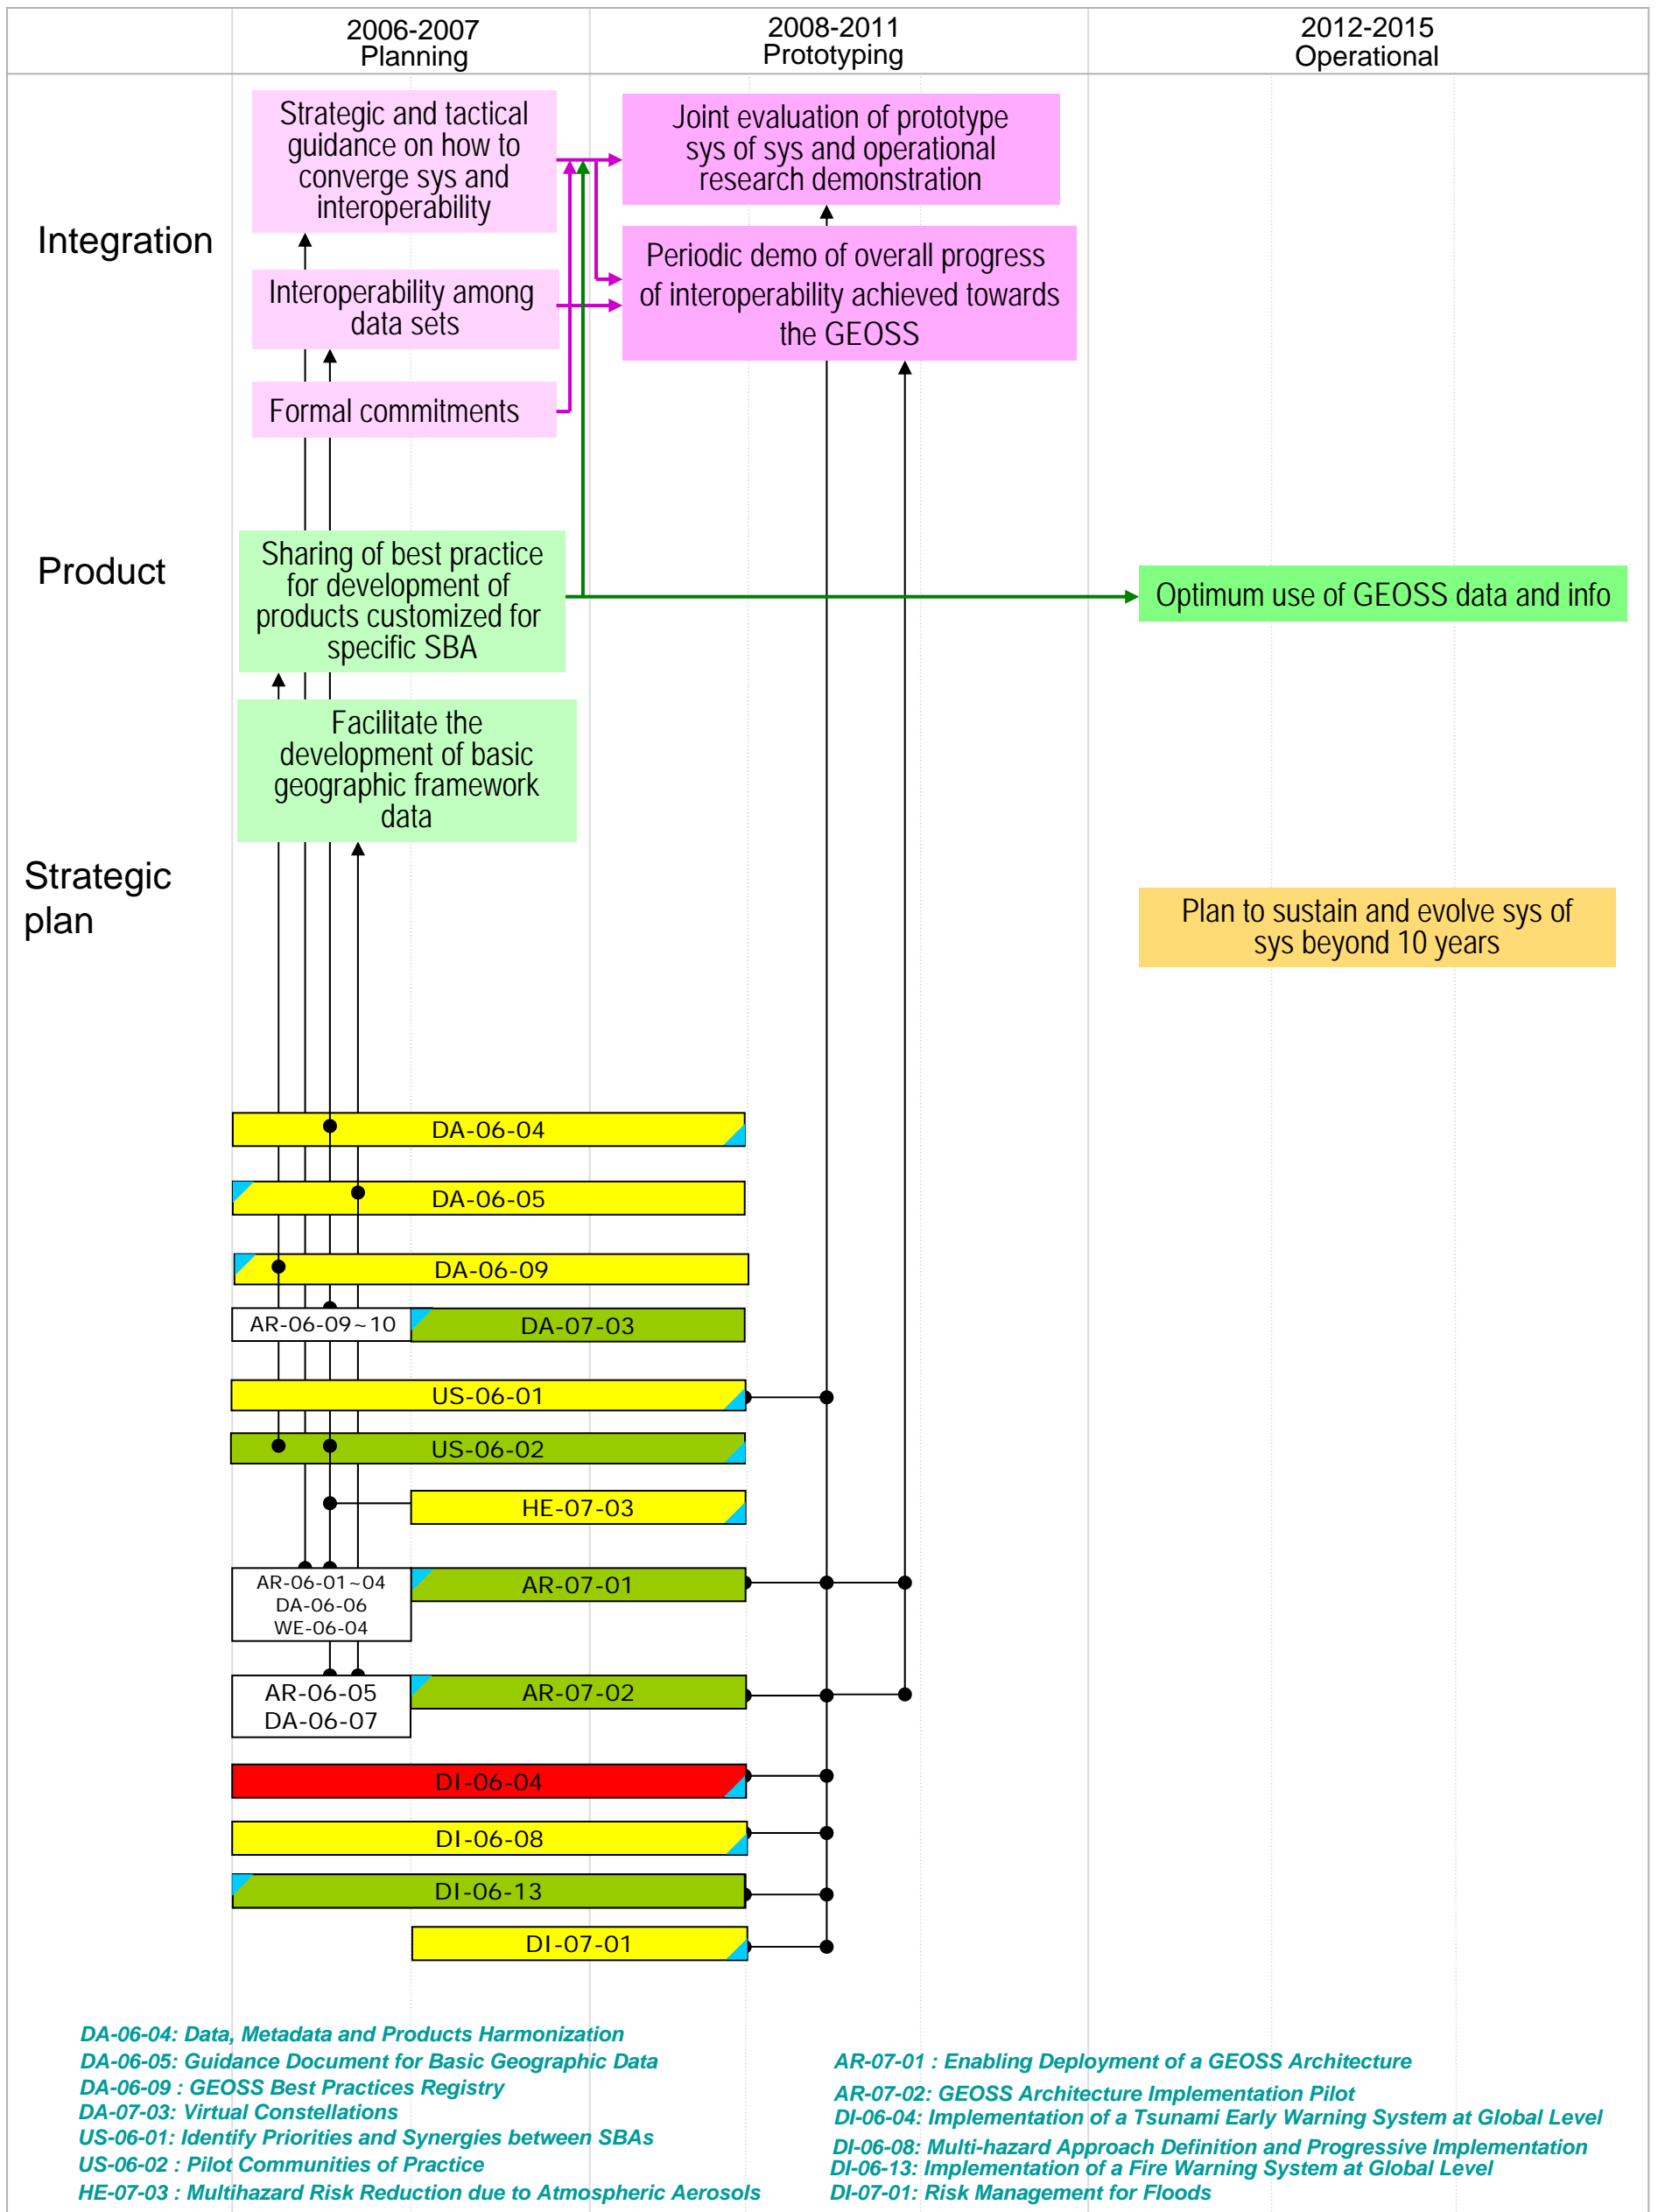 2006-2007
Planning
2008-2011
Prototyping
2012-2015
Operational
Integration
Strategic and tactical
guidance on how to
converge sys and
interoperability
Joint evaluation of prototype
sys of sys and operational
research demonstration
Interoperability among
data sets
Periodic demo of overall progress
of interoperability achieved towards
the GEOSS
Formal commitments
Product
Sharing of best practice
for development of
products customized for
specific SBA
Optimum use of GEOSS data and info
Facilitate the
development of basic
geographic framework
data
Strategic
plan
Plan to sustain and evolve sys of
sys beyond 10 years
DA-06-04
DA-06-05
DA-06-09
AR-06-09~10
DA-07-03
US-06-01
US-06-02
HE-07-03
AR-06-01~04
DA-06-06
WE-06-04
AR-07-01
AR-06-05
DA-06-07
AR-07-02
DI-06-04
DI-06-08
DI-06-13
DI-07-01
DA-06-04: Data, Metadata and Products Harmonization
DA-06-05: Guidance Document for Basic Geographic Data
DA-06-09 : GEOSS Best Practices Registry
DA-07-03: Virtual Constellations
US-06-01: Identify Priorities and Synergies between SBAs
US-06-02 : Pilot Communities of Practice
HE-07-03 : Multihazard Risk Reduction due to Atmospheric Aerosols
AR-07-01 : Enabling Deployment of a GEOSS Architecture
AR-07-02: GEOSS Architecture Implementation Pilot
DI-06-04: Implementation of a Tsunami Early Warning System at Global Level
DI-06-08: Multi-hazard Approach Definition and Progressive Implementation
DI-06-13: Implementation of a Fire Warning System at Global Level
DI-07-01: Risk Management for Floods